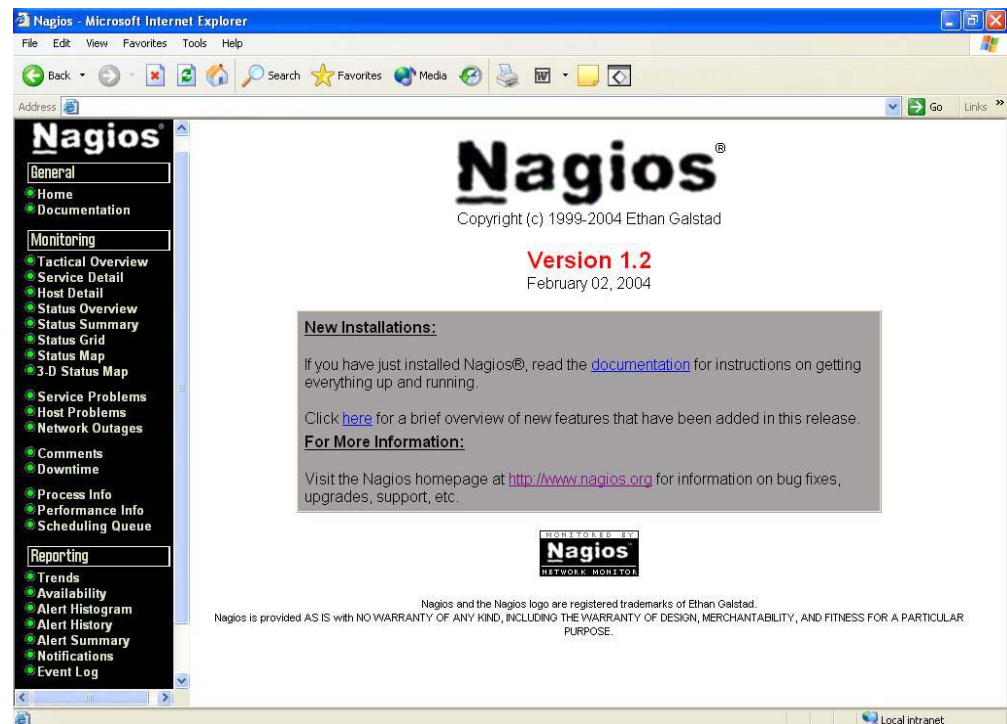 Nagios - Microsoft Internet Explorer
File Edit View Favorites Tools Help
Back Search Favorites Media
Address Go Links »
Nagios®
General
Home
Documentation
Monitoring
Tactical Overview
Service Detail
Host Detail
Status Overview
Status Summary
Status Grid
Status Map
3-D Status Map
Service Problems
Host Problems
Network Outages
Comments
Downtime
Process Info
Performance Info
Scheduling Queue
Reporting
Trends
Availability
Alert Histogram
Alert History
Alert Summary
Notifications
Event Log
Nagios®
Copyright (c) 1999-2004 Ethan Galstad
Version 1.2
February 02, 2004
New Installations:
If you have just installed Nagios®, read the documentation for instructions on getting
everything up and running.
Click here for a brief overview of new features that have been added in this release.
For More Information:
Visit the Nagios homepage at http://www.nagios.org for information on bug fixes,
upgrades, support, etc.
MONITORED BY
Nagios
NETWORK MONITOR
Nagios and the Nagios logo are registered trademarks of Ethan Galstad.
Nagios is provided AS IS with NO WARRANTY OF ANY KIND, INCLUDING THE WARRANTY OF DESIGN, MERCHANTABILITY, AND FITNESS FOR A PARTICULAR
PURPOSE.
Local intranet